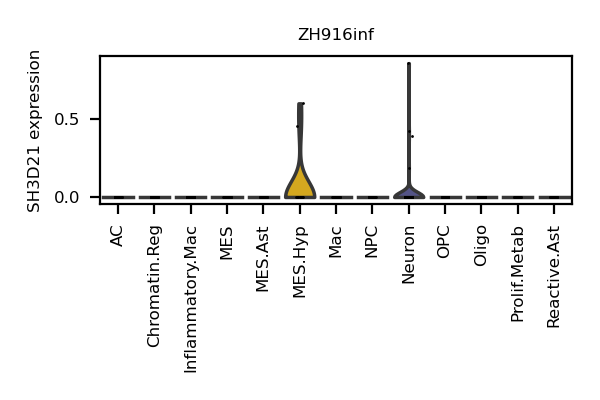 ZH916inf
SH3D21 expression
0.5
0.0
AC
Chromatin.Reg
Inflammatory.Mac
MES
MES.Ast
MES.Hyp
Mac
NPC
Neuron
OPC
Oligo
Prolif.Metab
Reactive.Ast